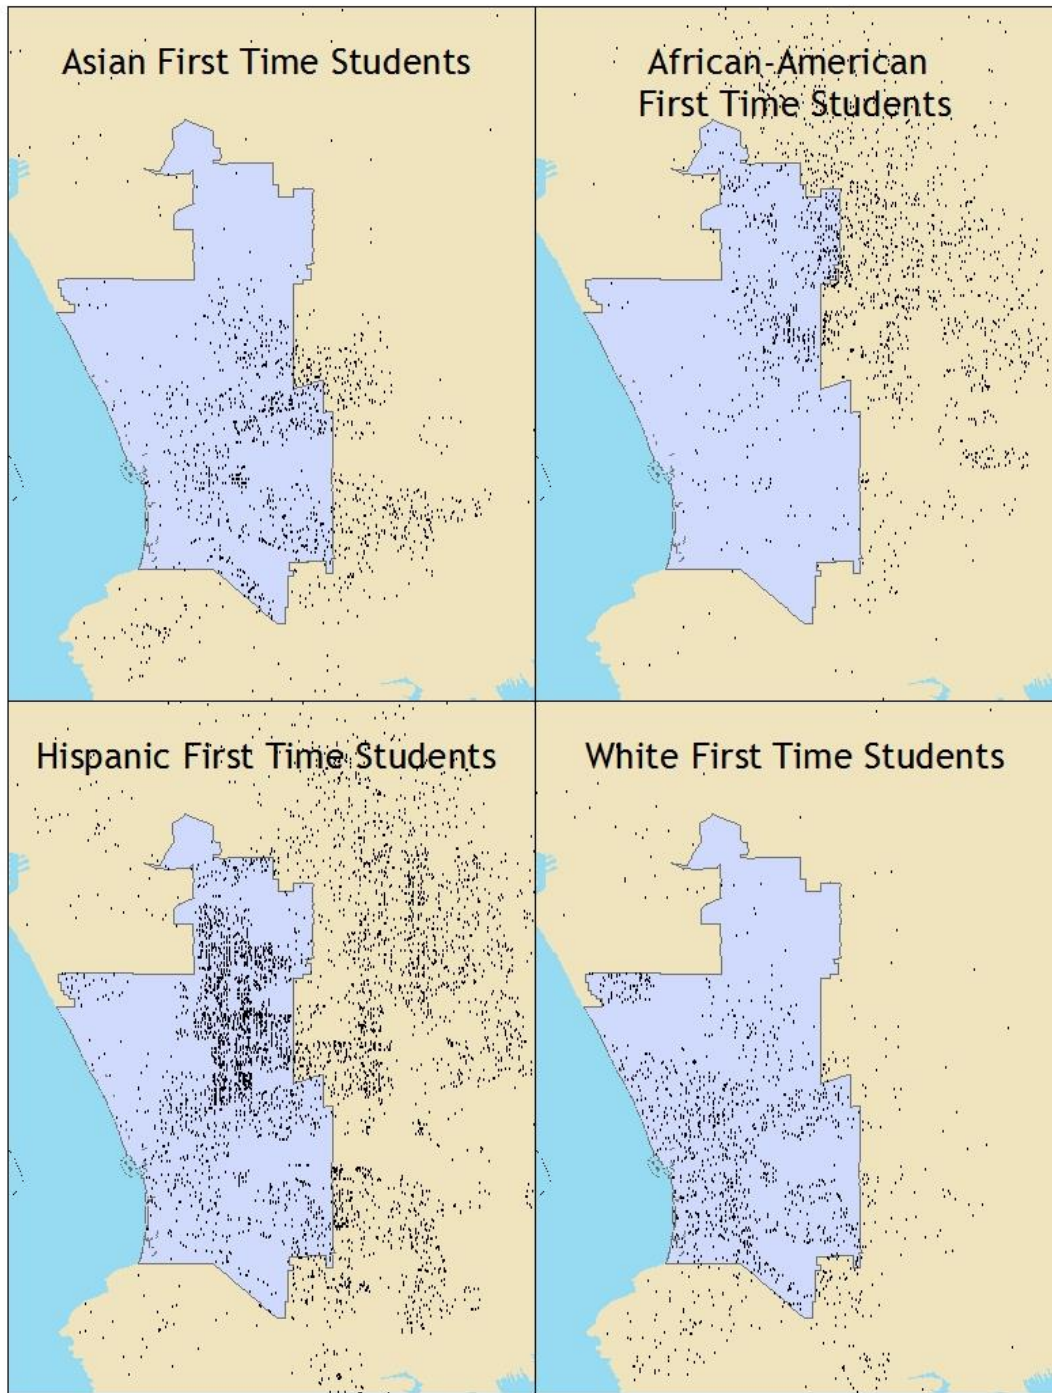 Asian First Time Students
African-American
First Time Students
Hispanic First Time Students
White First Time Students